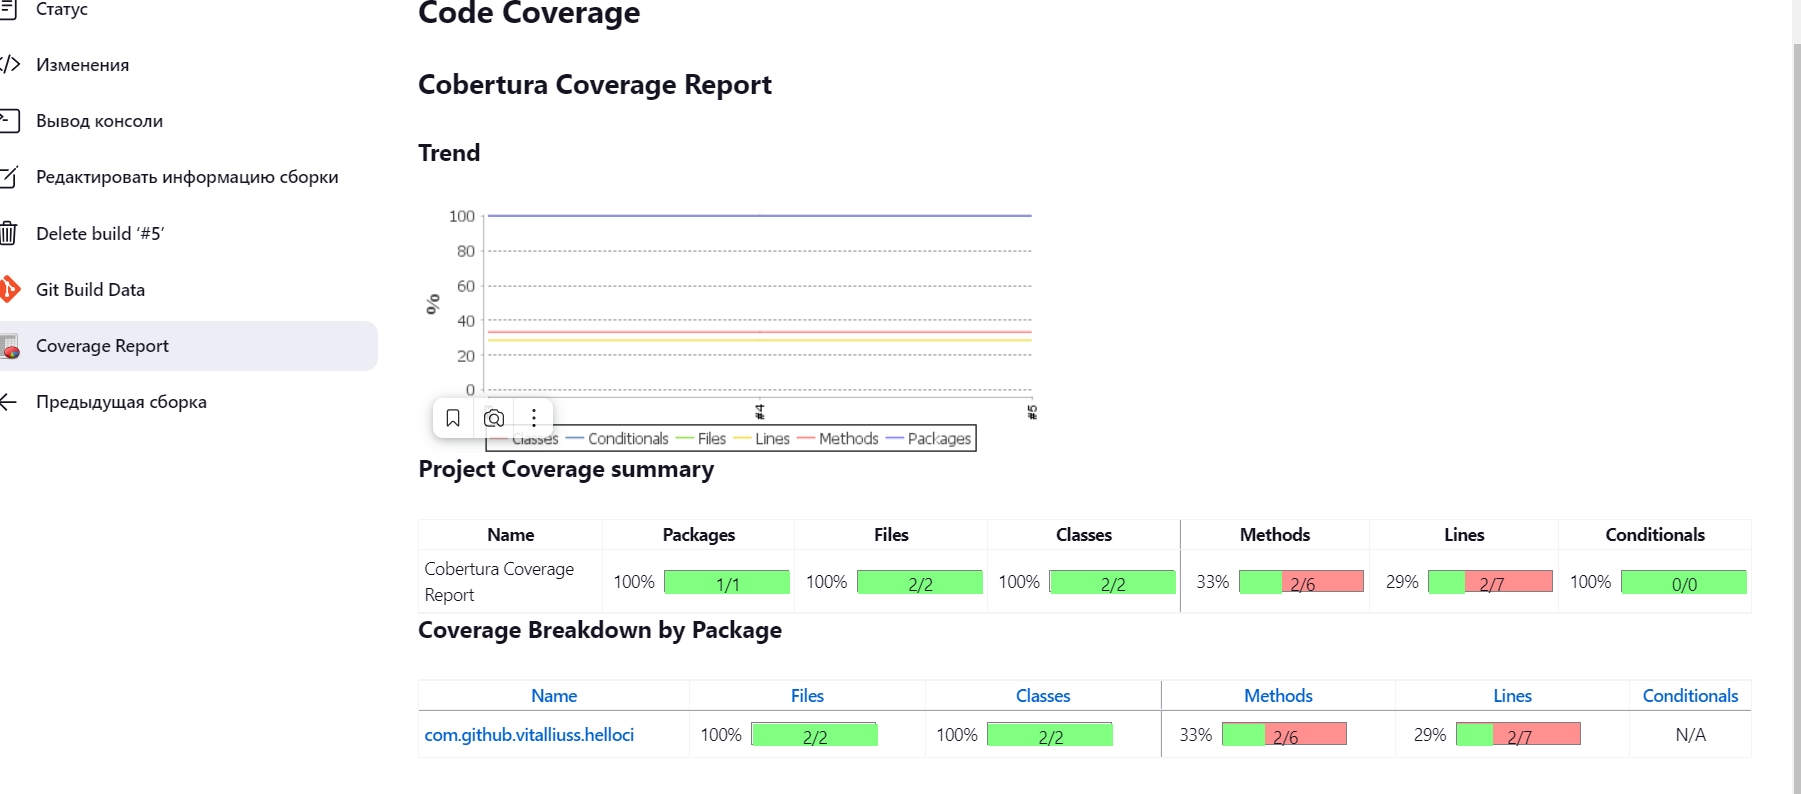 Статус
Изменения
Вывод консоли
Редактировать информацию сборки
Delete build ‘#5’
Git Build Data
Coverage Report
Предыдущая сборка
Code Coverage
Cobertura Coverage Report
Trend
100
80
60
40
20
0
%
#4
#5
Classes Conditionals Files Lines Methods Packages
Project Coverage summary
Name Packages Files Classes Methods Lines Conditionals
Cobertura Coverage
Report
100% 1/1 100% 2/2 100% 2/2 33% 2/6 29% 2/7 100% 0/0
Coverage Breakdown by Package
Name Files Classes Methods Lines Conditionals
com.github.vitalliuss.helloci 100% 2/2 100% 2/2 33% 2/6 29% 2/7 N/A